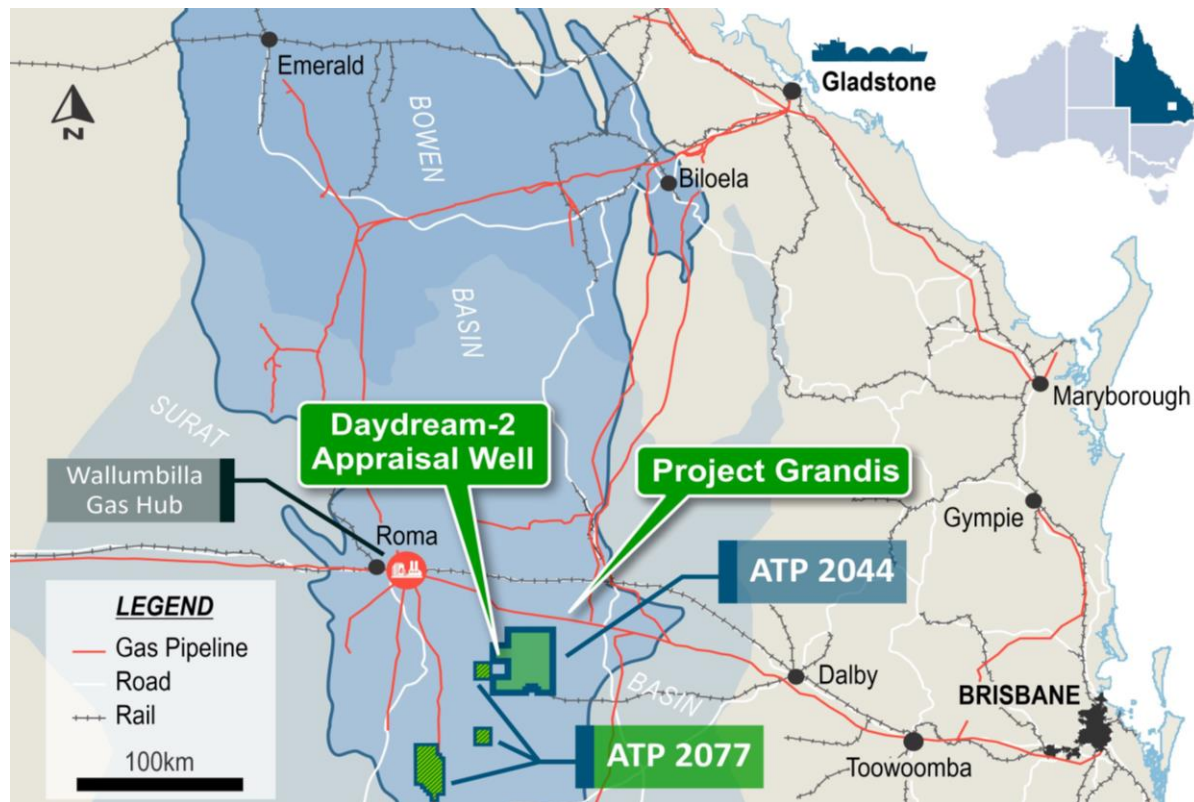 Emerald
BOWEN
BASIN
Gladstone
Biloela
N
Maryborough
SURAT
Daydream-2
Appraisal Well
Project Grandis
Wallumbilla
Gas Hub
Roma
Gympie
ATP 2044
LEGEND
Gas Pipeline
Road
Rail
100km
BASIN
Dalby
BRISBANE
ATP 2077
Toowoomba